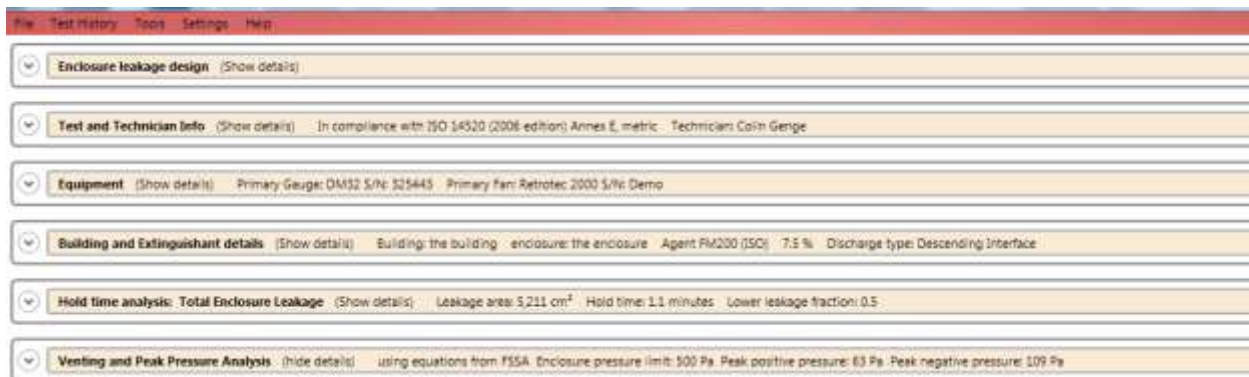 File Test History Tools Settings Help
Enclosure leakage design (Show details)
Test and Technician Info (Show details) In compliance with ISO 14520 (2006 edition) Annex E, metric Technician: Colin Genge
Equipment (Show details) Primary Gauge: DM32 S/N: 325443 Primary Fan: Retrotec 2000 S/N: Demo
Building and Extinguishant details (Show details) Building: the building enclosure: the enclosure Agent FM200 (ISO) 7.5 % Discharge type: Descending Interface
Hold time analysis: Total Enclosure Leakage (Show details) Leakage area: 5,211 cm² Hold time: 1.1 minutes Lower leakage fraction: 0.5
Venting and Peak Pressure Analysis (hide details) using equations from FSSA Enclosure pressure limit: 500 Pa Peak positive pressure: 63 Pa Peak negative pressure: 109 Pa